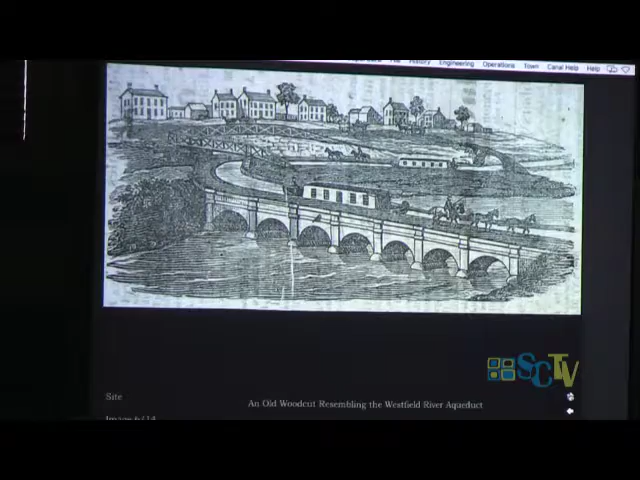 History Engineering Operations Town Canal Help Help
SCTV
Site
An Old Woodcut Resembling the Westfield River Aqueduct